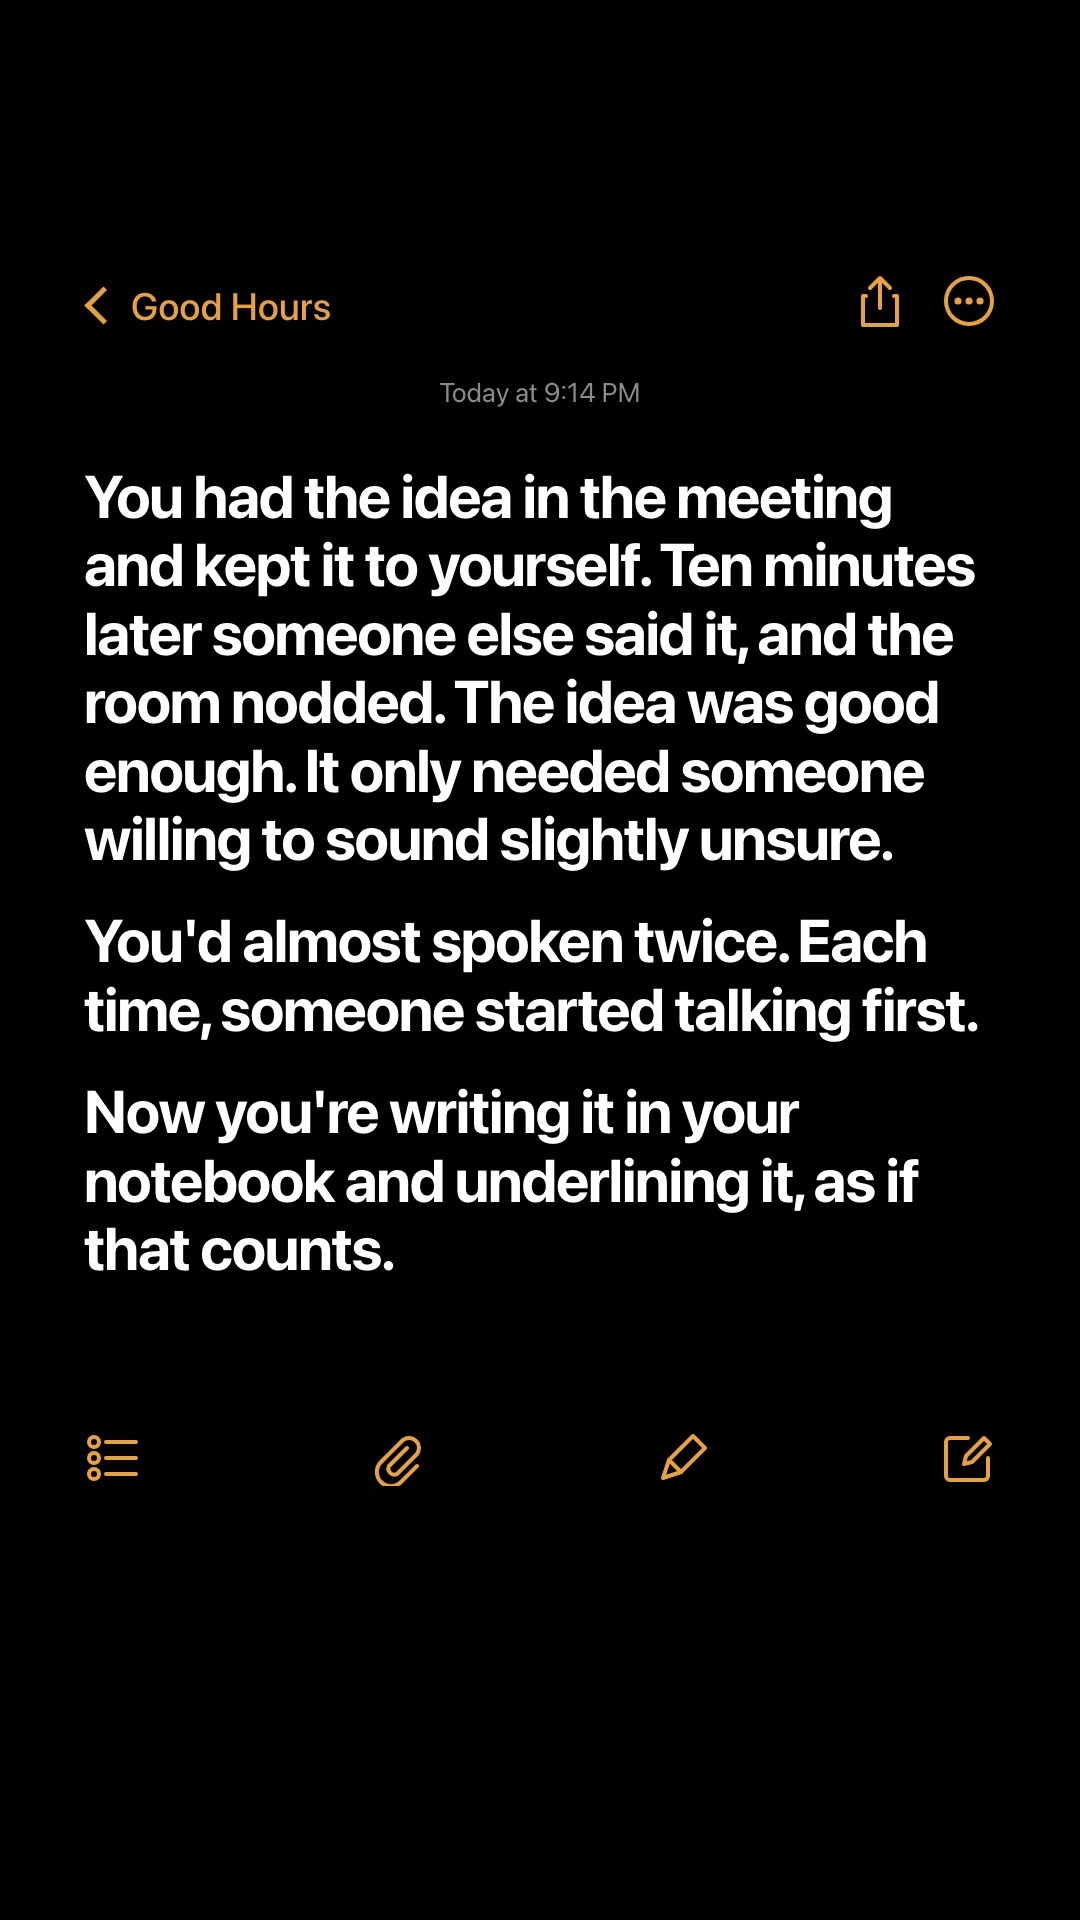 Good Hours
Today at 9:14 PM
You had the idea in the meeting
and kept it to yourself. Ten minutes
later someone else said it, and the
room nodded. The idea was good
enough. It only needed someone
willing to sound slightly unsure.
You'd almost spoken twice. Each
time, someone started talking first.
Now you're writing it in your
notebook and underlining it, as if
that counts.